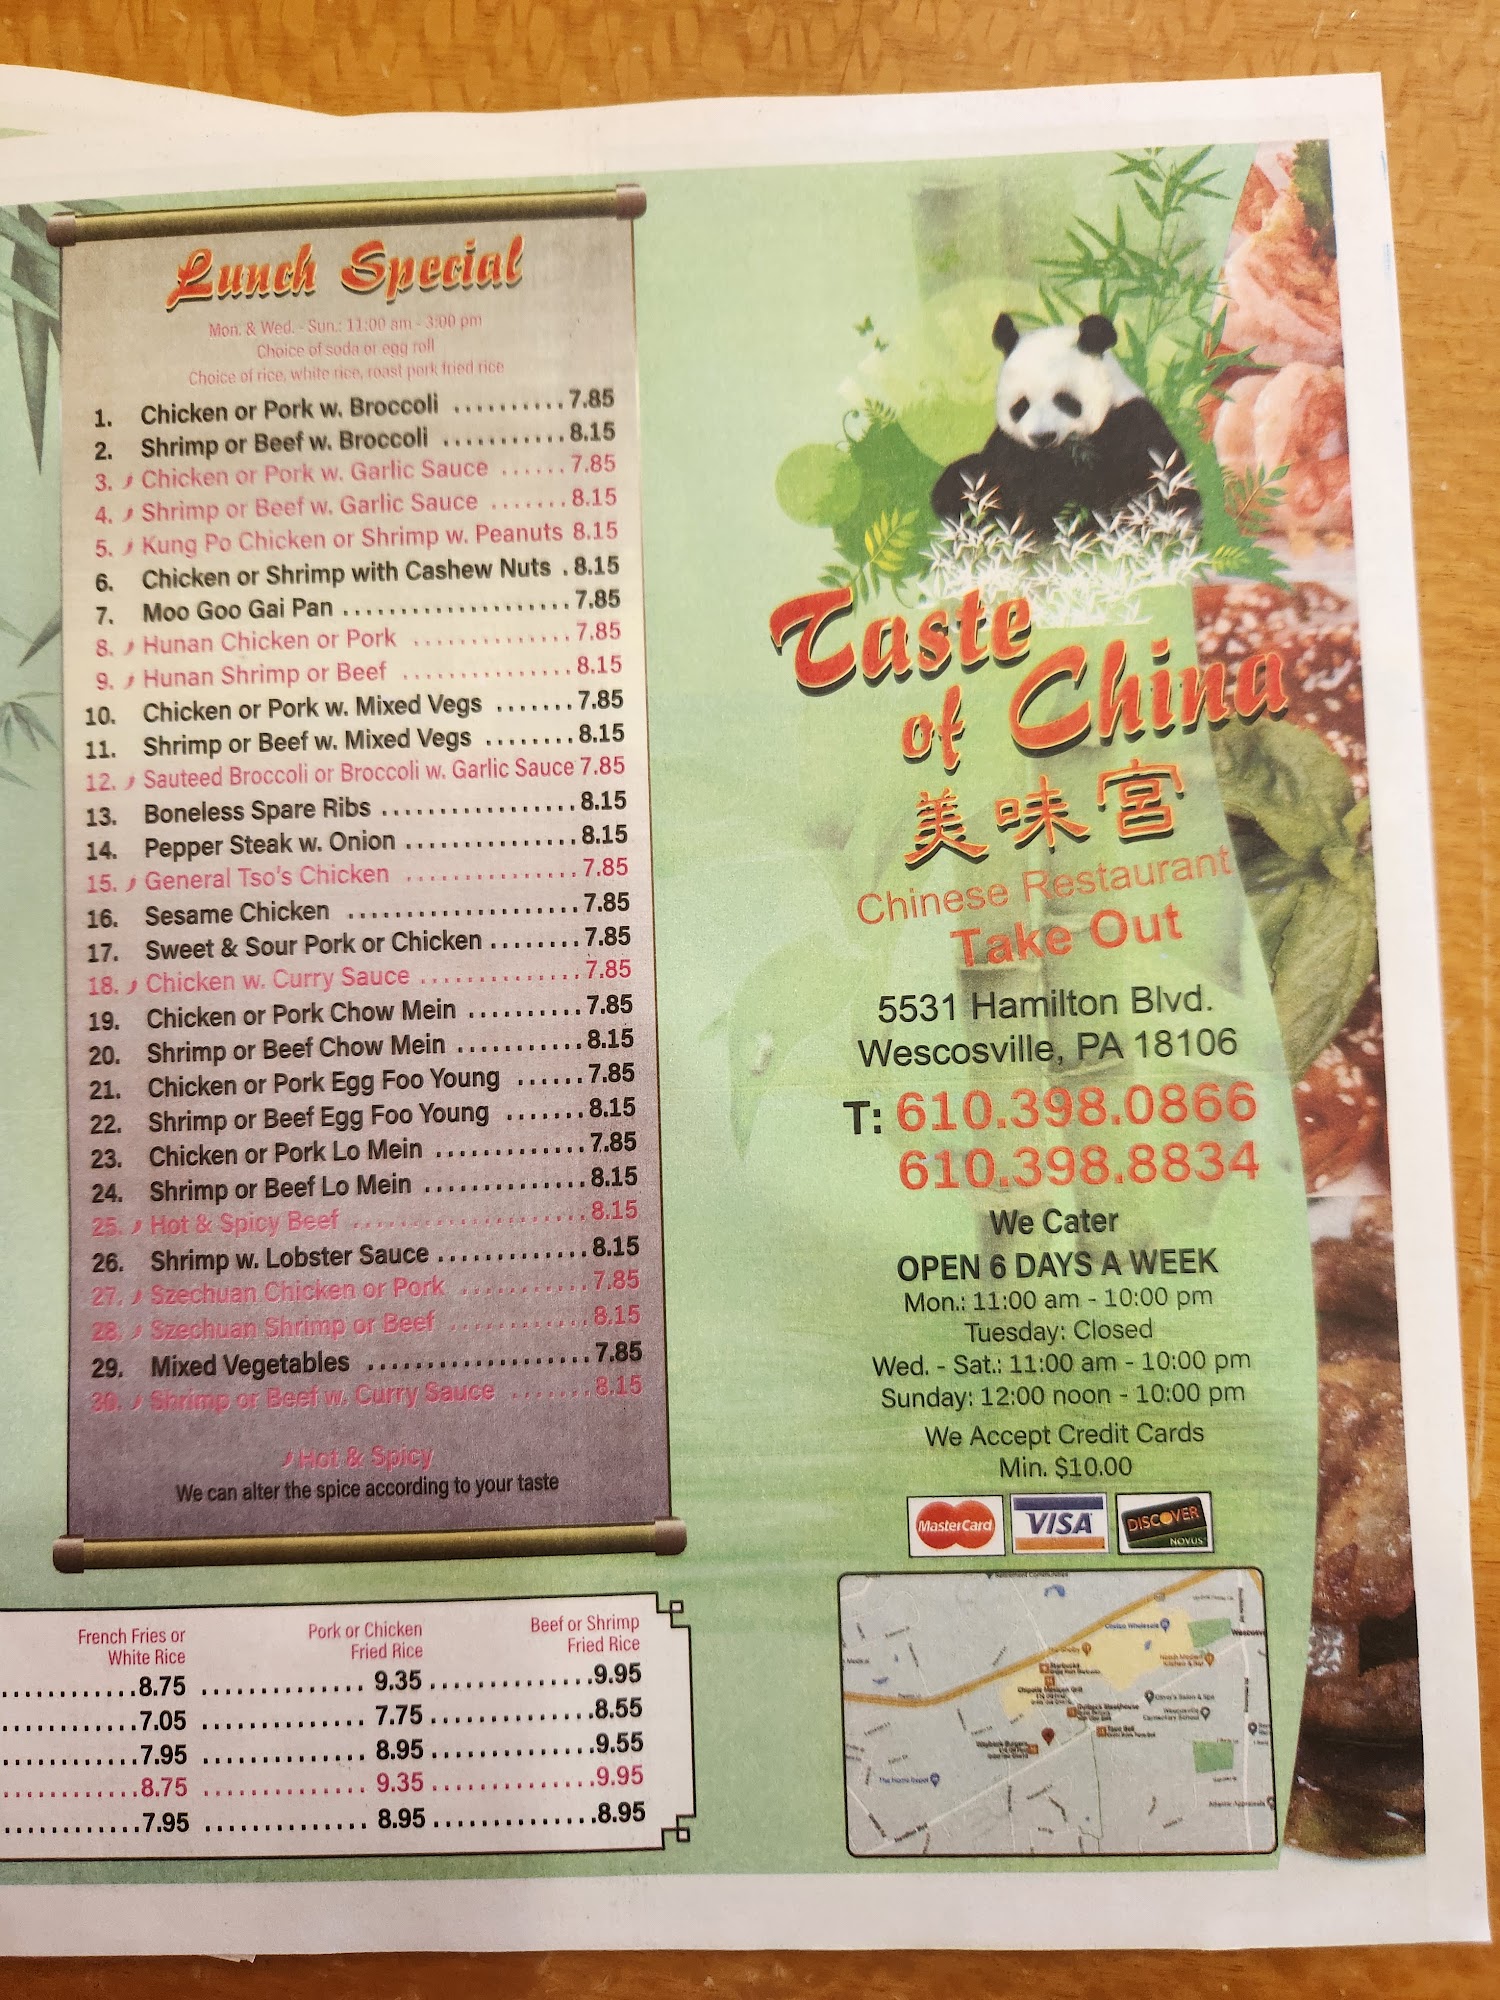 Lunch Special
Mon. & Wed. - Sun.: 11:00 am - 3:00 pm
Choice of soda or egg roll
Choice of rice, white rice, roast pork fried rice
1. Chicken or Pork w. Broccoli ..........7.85
2. Shrimp or Beef w. Broccoli ...........8.15
3. Chicken or Pork w. Garlic Sauce ......7.85
4. Shrimp or Beef w. Garlic Sauce .......8.15
5. Kung Po Chicken or Shrimp w. Peanuts 8.15
6. Chicken or Shrimp with Cashew Nuts .8.15
7. Moo Goo Gai Pan.....................7.85
8. Hunan Chicken or Pork ..............7.85
9. Hunan Shrimp or Beef ...............8.15
10. Chicken or Pork w. Mixed Vegs .......7.85
11. Shrimp or Beef w. Mixed Vegs ........8.15
12. Sauteed Broccoli or Broccoli w. Garlic Sauce 7.85
13. Boneless Spare Ribs .................8.15
14. Pepper Steak w. Onion ...............8.15
15. General Tso's Chicken ................7.85
16. Sesame Chicken .....................7.85
17. Sweet & Sour Pork or Chicken ........7.85
18. Chicken w. Curry Sauce ..............7.85
19. Chicken or Pork Chow Mein ..........7.85
20. Shrimp or Beef Chow Mein ...........8.15
21. Chicken or Pork Egg Foo Young ......7.85
22. Shrimp or Beef Egg Foo Young .......8.15
23. Chicken or Pork Lo Mein .............7.85
24. Shrimp or Beef Lo Mein ..............8.15
25. Hot & Spicy Beef .....................8.15
26. Shrimp w. Lobster Sauce .............8.15
27. Szechuan Chicken or Pork ...........7.85
28. Szechuan Shrimp or Beef ............8.15
29. Mixed Vegetables ....................7.85
30. Shrimp or Beef w. Curry Sauce .......8.15
Hot & Spicy
We can alter the spice according to your taste
French Fries or White Rice
Pork or Chicken Fried Rice
Beef or Shrimp Fried Rice
............8.75 .............. 9.35 ..............9.95
............7.05 .............. 7.75 ..............8.55
............7.95 .............. 8.95 ..............9.55
............8.75 .............. 9.35 ..............9.95
............7.95 .............. 8.95 ..............8.95
Taste
of China
美味宮
Chinese Restaurant
Take Out
5531 Hamilton Blvd.
Wescosville, PA 18106
T: 610.398.0866
610.398.8834
We Cater
OPEN 6 DAYS A WEEK
Mon.: 11:00 am - 10:00 pm
Tuesday: Closed
Wed. - Sat.: 11:00 am - 10:00 pm
Sunday: 12:00 noon - 10:00 pm
We Accept Credit Cards
Min. $10.00
MasterCard
VISA
DISCOVER
NOVUS
Costco Wholesale
Starbucks
Chipotle Mexican Grill
Outback Steakhouse
Taco Bell
Wayback Burgers
The Home Depot
Wescosville
Elementary School